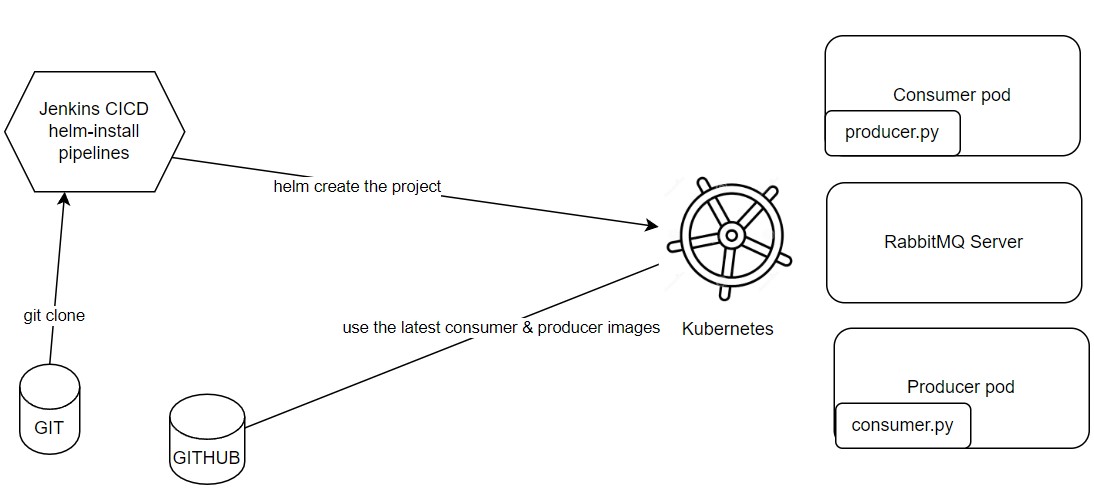 Jenkins CICD
helm-install
pipelines
helm create the project
git clone
GIT
GITHUB
use the latest consumer & producer images
Kubernetes
Consumer pod
producer.py
RabbitMQ Server
Producer pod
consumer.py